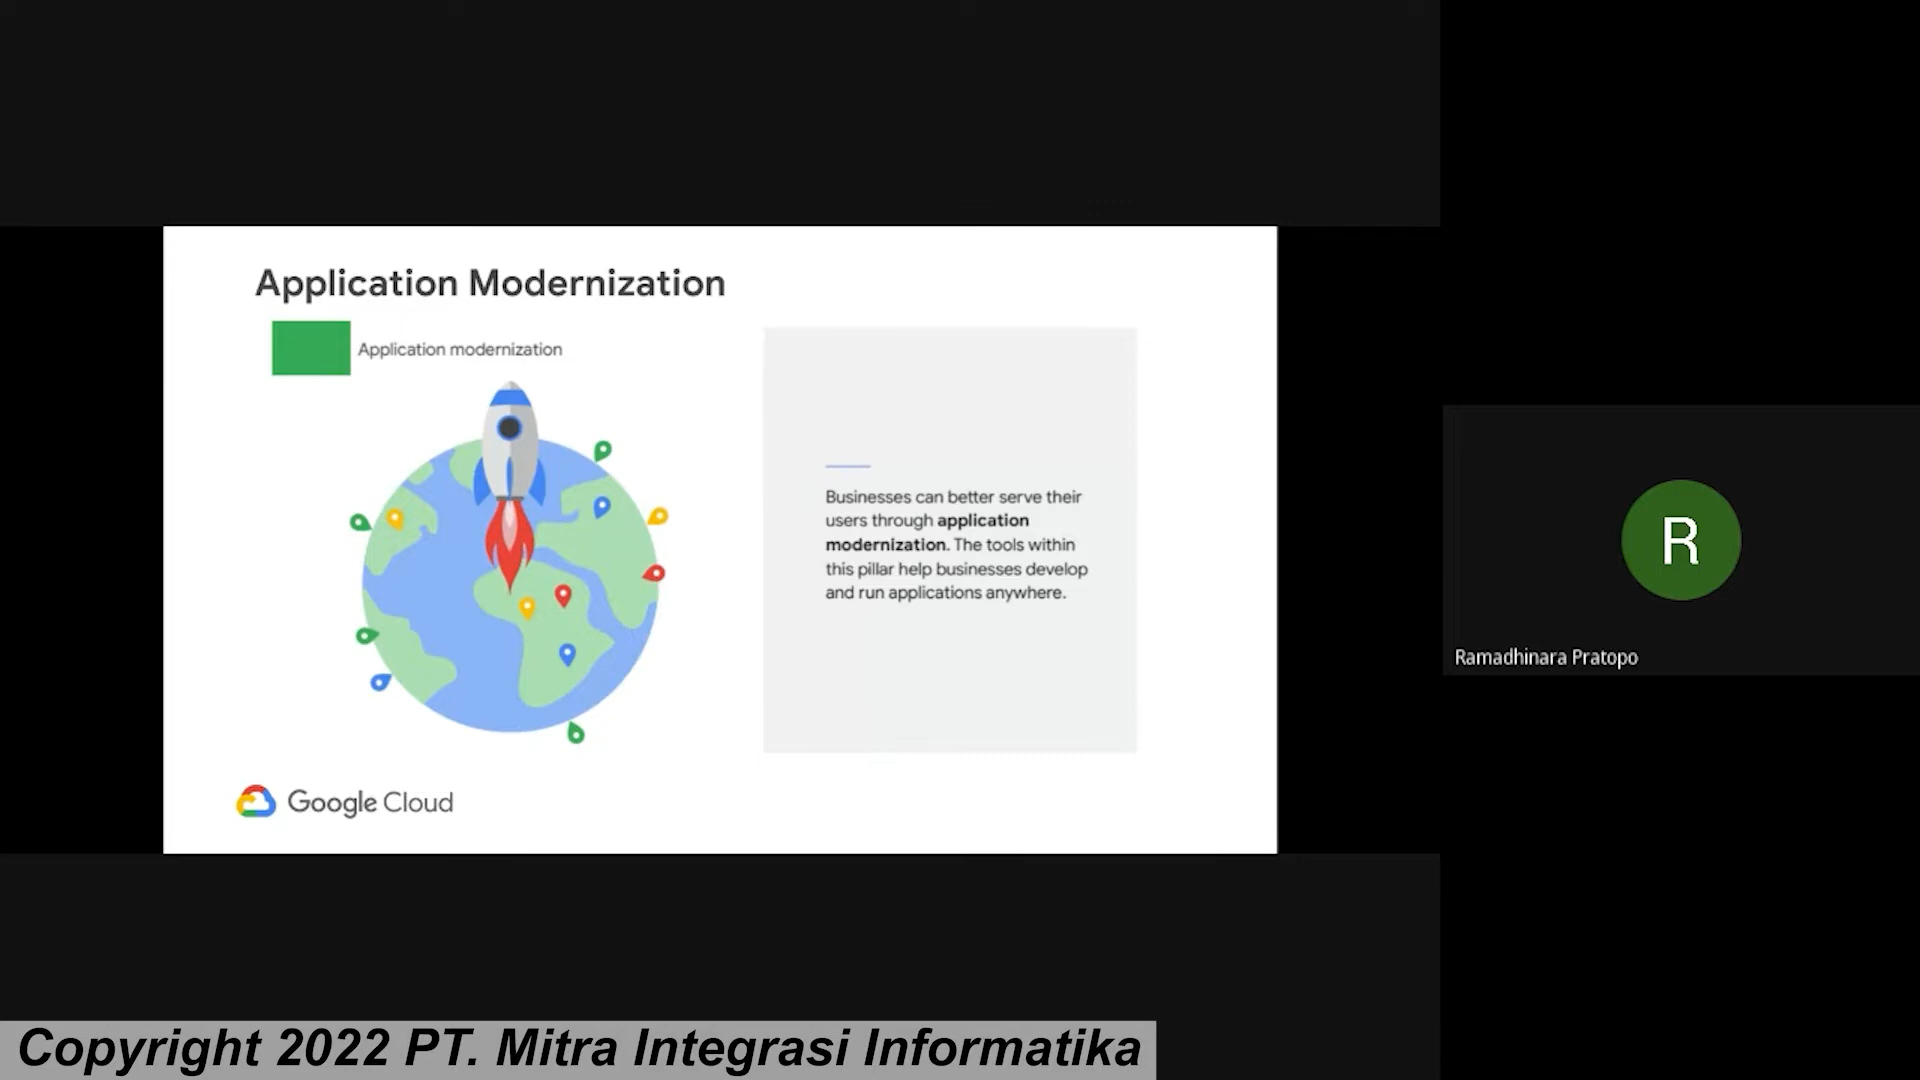 Application Modernization
Application modernization
Businesses can better serve their
users through application
modernization. The tools within
this pillar help businesses develop
and run applications anywhere.
Google Cloud
R
Ramadhinara Pratopo
Copyright 2022 PT. Mitra Integrasi Informatika